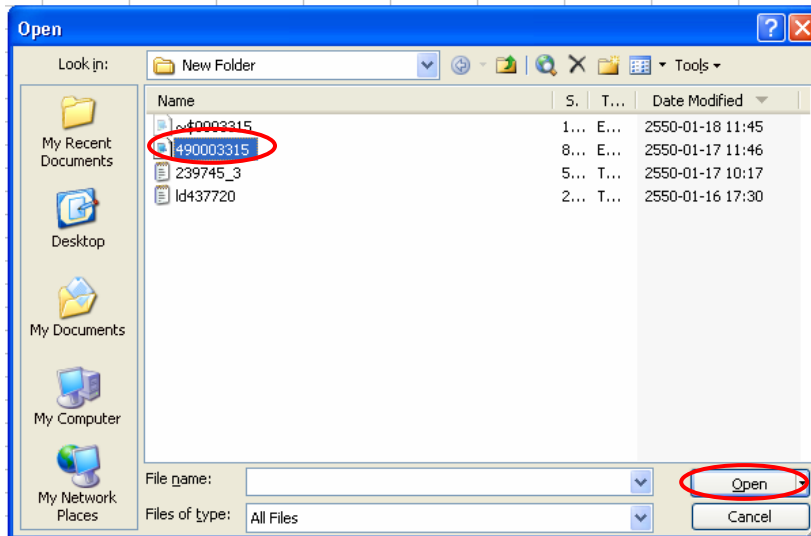 Open
Look in: New Folder Tools
Name S. T... Date Modified
~$0003315 1... E... 2550-01-18 11:45
490003315 8... E... 2550-01-17 11:46
239745_3 5... T... 2550-01-17 10:17
ld437720 2... T... 2550-01-16 17:30
My Recent
Documents
Desktop
My Documents
My Computer
My Network
Places
File name: Open
Files of type: All Files Cancel